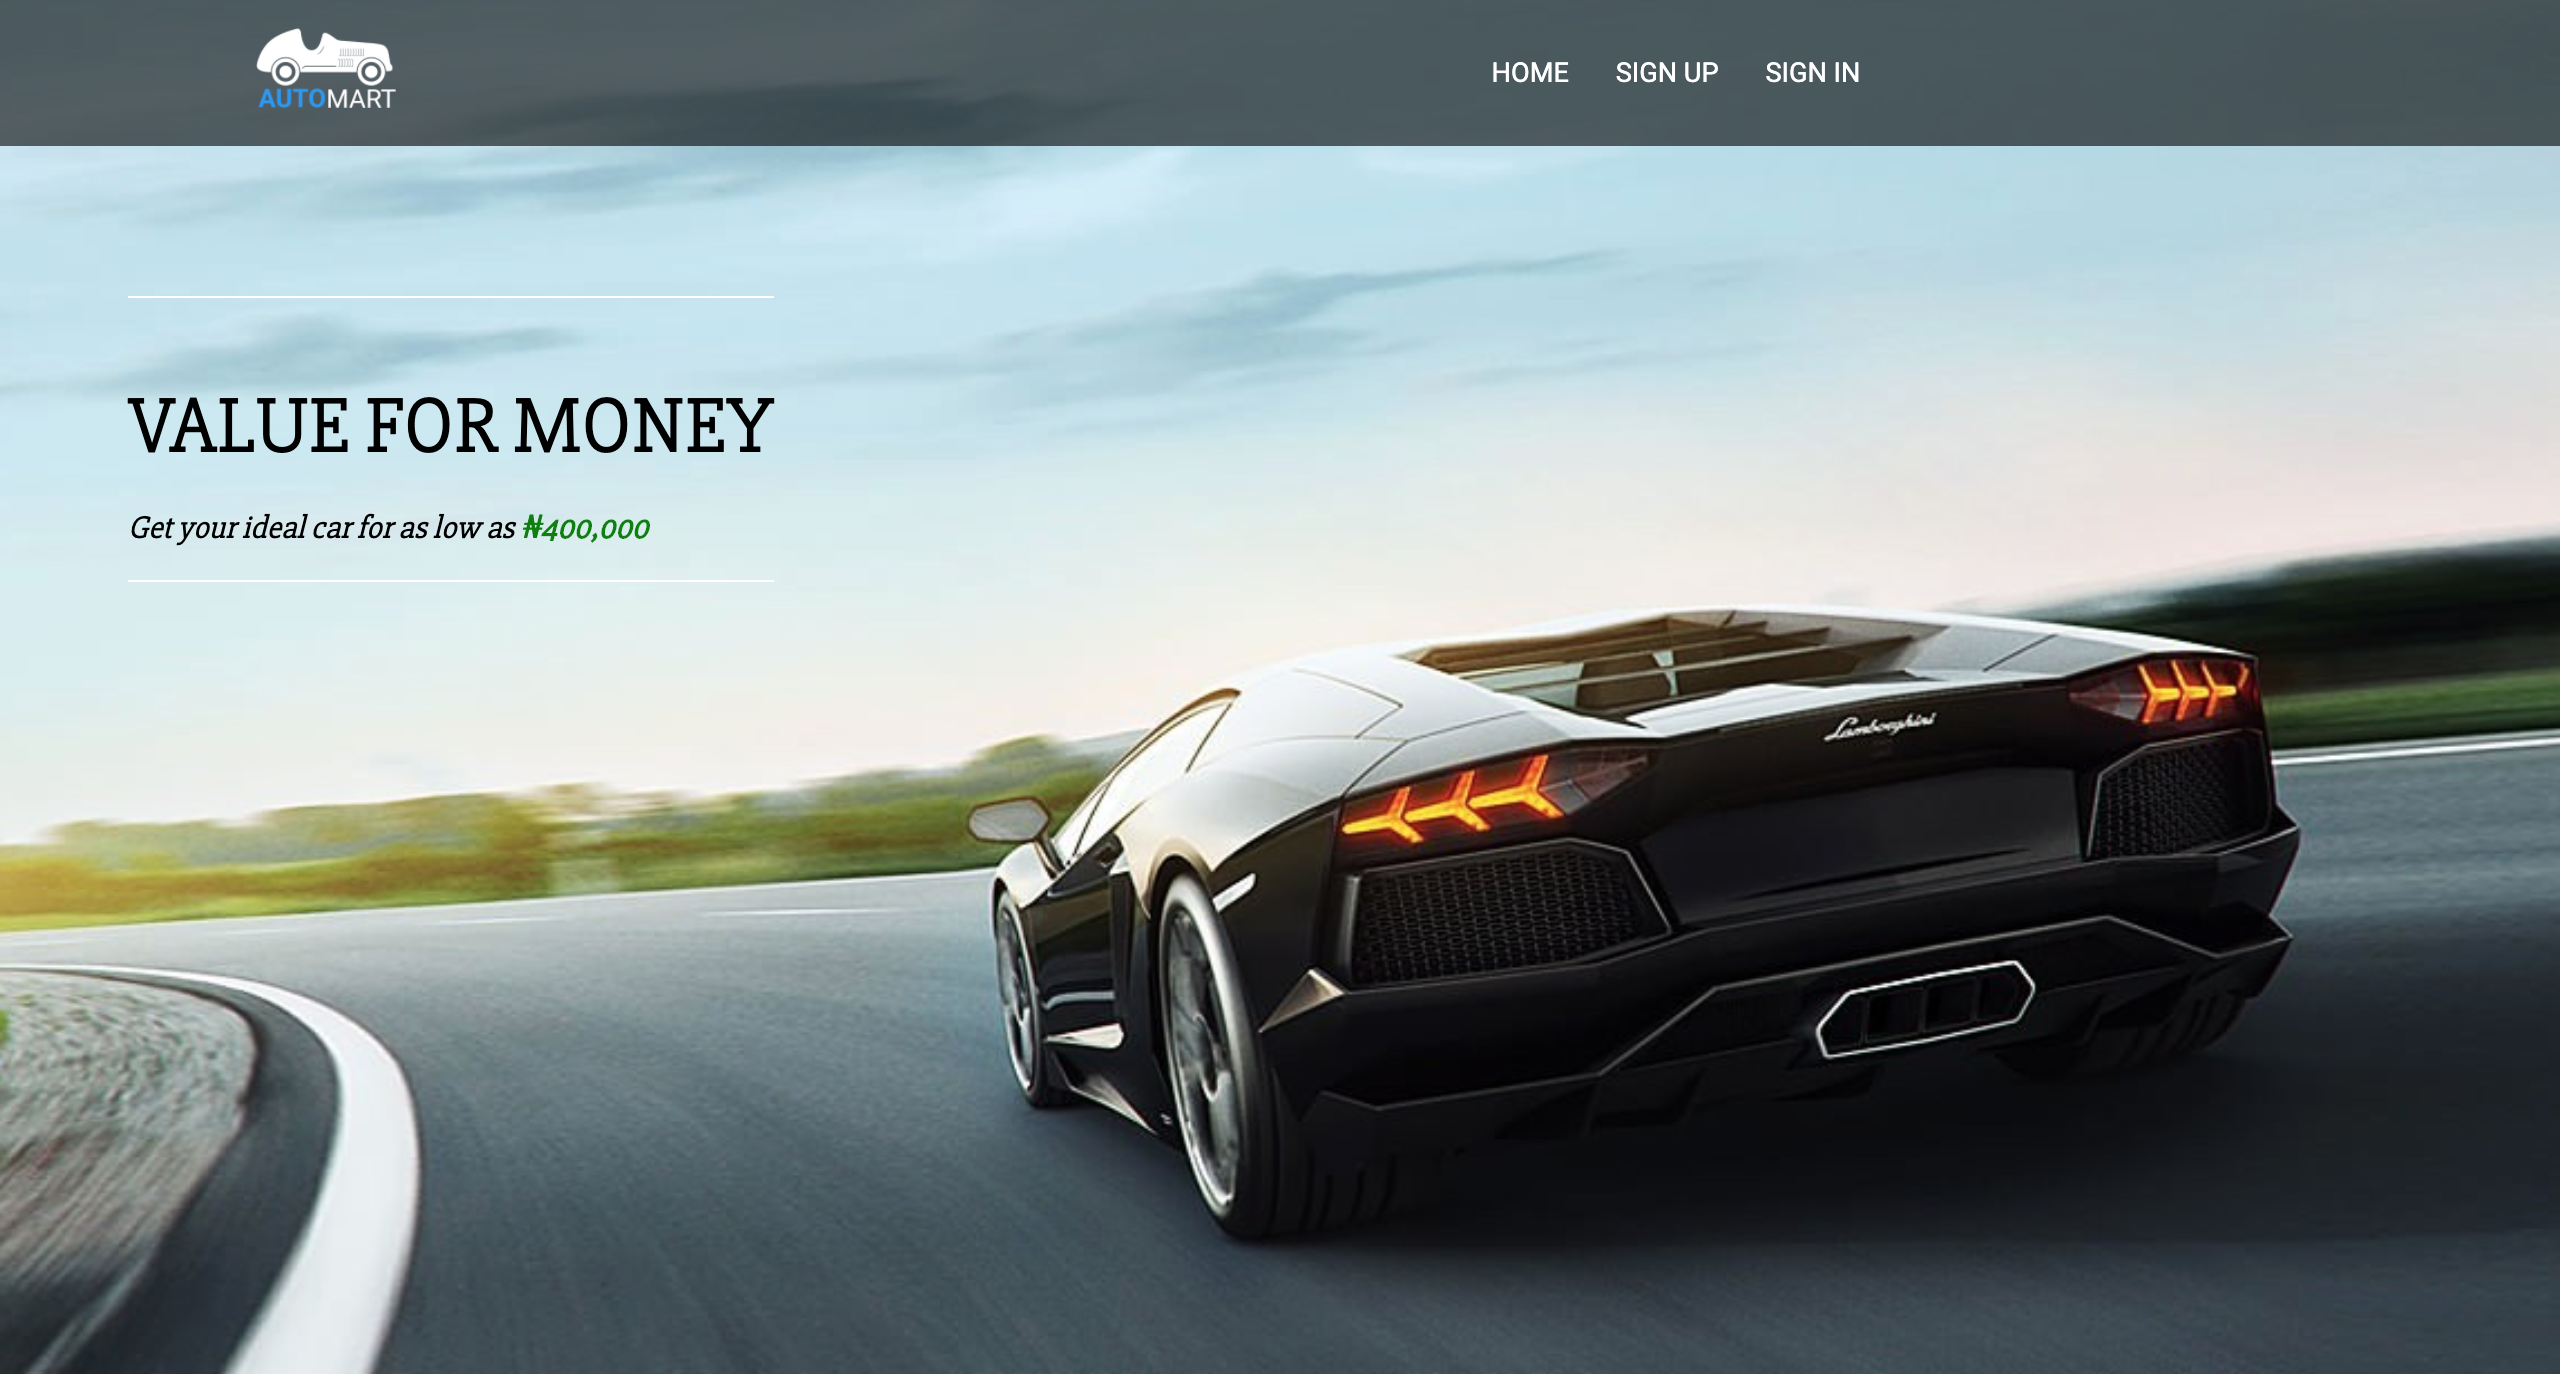 AUTOMART
HOME SIGN UP SIGN IN
VALUE FOR MONEY
Get your ideal car for as low as ₦400,000
Lamborghini